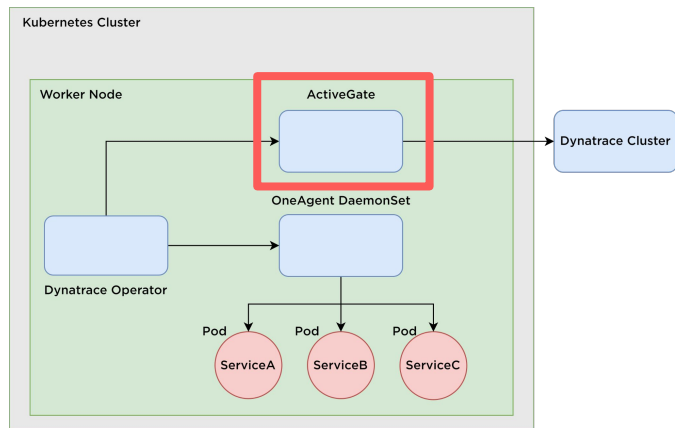 Kubernetes Cluster
Worker Node
ActiveGate
Dynatrace Cluster
OneAgent DaemonSet
Dynatrace Operator
Pod
Pod
Pod
ServiceA
ServiceB
ServiceC